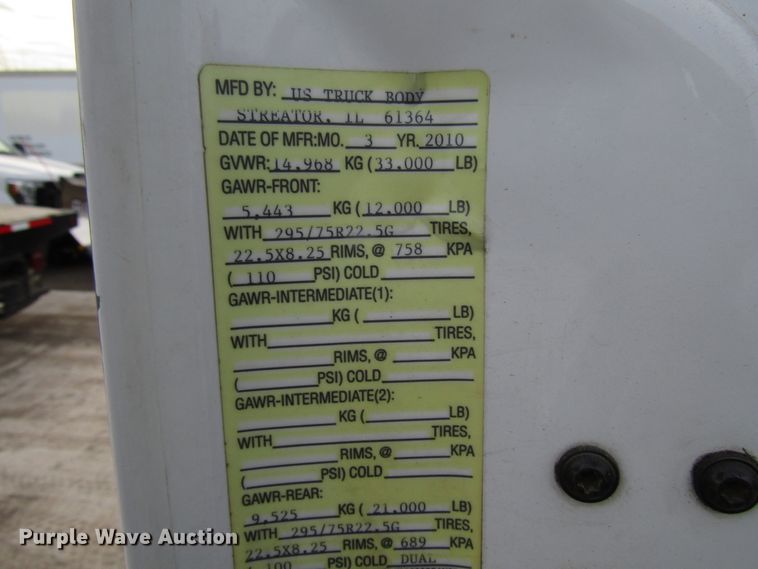 MFD BY: US TRUCK BODY
STREATOR, IL 61364
DATE OF MFR:MO. 3 YR. 2010
GVWR: 14,968 KG (33,000 LB)
GAWR-FRONT:
5,443 KG (12,000 LB)
WITH 295/75R22.5G TIRES,
22.5X8.25 RIMS, @ 758 KPA
( 110 PSI) COLD
GAWR-INTERMEDIATE(1):
KG ( LB)
WITH TIRES,
RIMS, @ KPA
( PSI) COLD
GAWR-INTERMEDIATE(2):
KG ( LB)
WITH TIRES,
RIMS, @ KPA
( PSI) COLD
GAWR-REAR:
9,525 KG (21,000 LB)
WITH 295/75R22.5G TIRES,
22.5X8.25 RIMS, @ 689 KPA
( 100 PSI) COLD DUAL
Purple Wave Auction